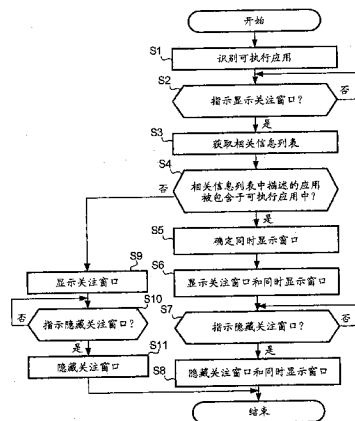 开始
S1
识别可执行应用
S2
指示显示关注窗口?
否
是
S3
获取相关信息列表
S4
相关信息列表中描述的应用
被包含于可执行应用中?
否
是
S5
确定同时显示窗口
S9
显示关注窗口
S6
显示关注窗口和同时显示窗口
S10
指示隐藏关注窗口?
否
是
S7
指示隐藏关注窗口?
否
是
S11
隐藏关注窗口
S8
隐藏关注窗口和同时显示窗口
结束